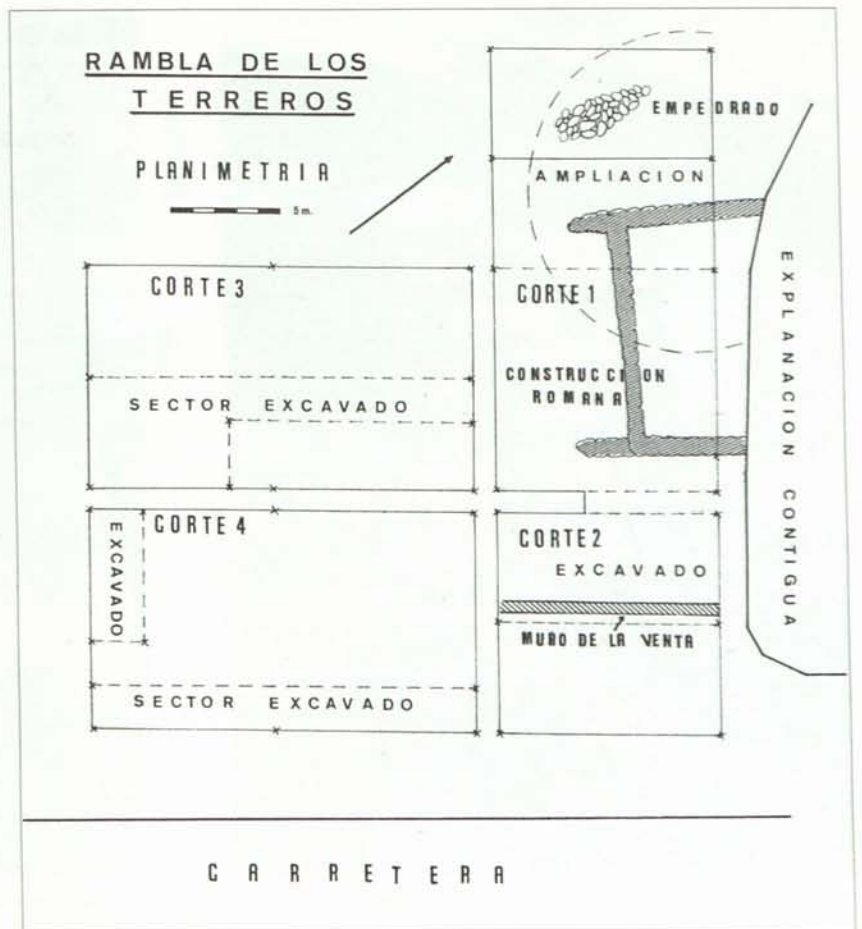 RAMBLA DE LOS
TERREROS
PLANIMETRIA
5 m.
EMPEDRADO
AMPLIACION
CORTE 3
CORTE 1
SECTOR EXCAVADO
CONSTRUCCION
ROMANA
EXPLANACION CONTIGUA
EXCAVADO
CORTE 4
CORTE 2
EXCAVADO
MURO DE LA VENTA
SECTOR EXCAVADO
CARRETERA